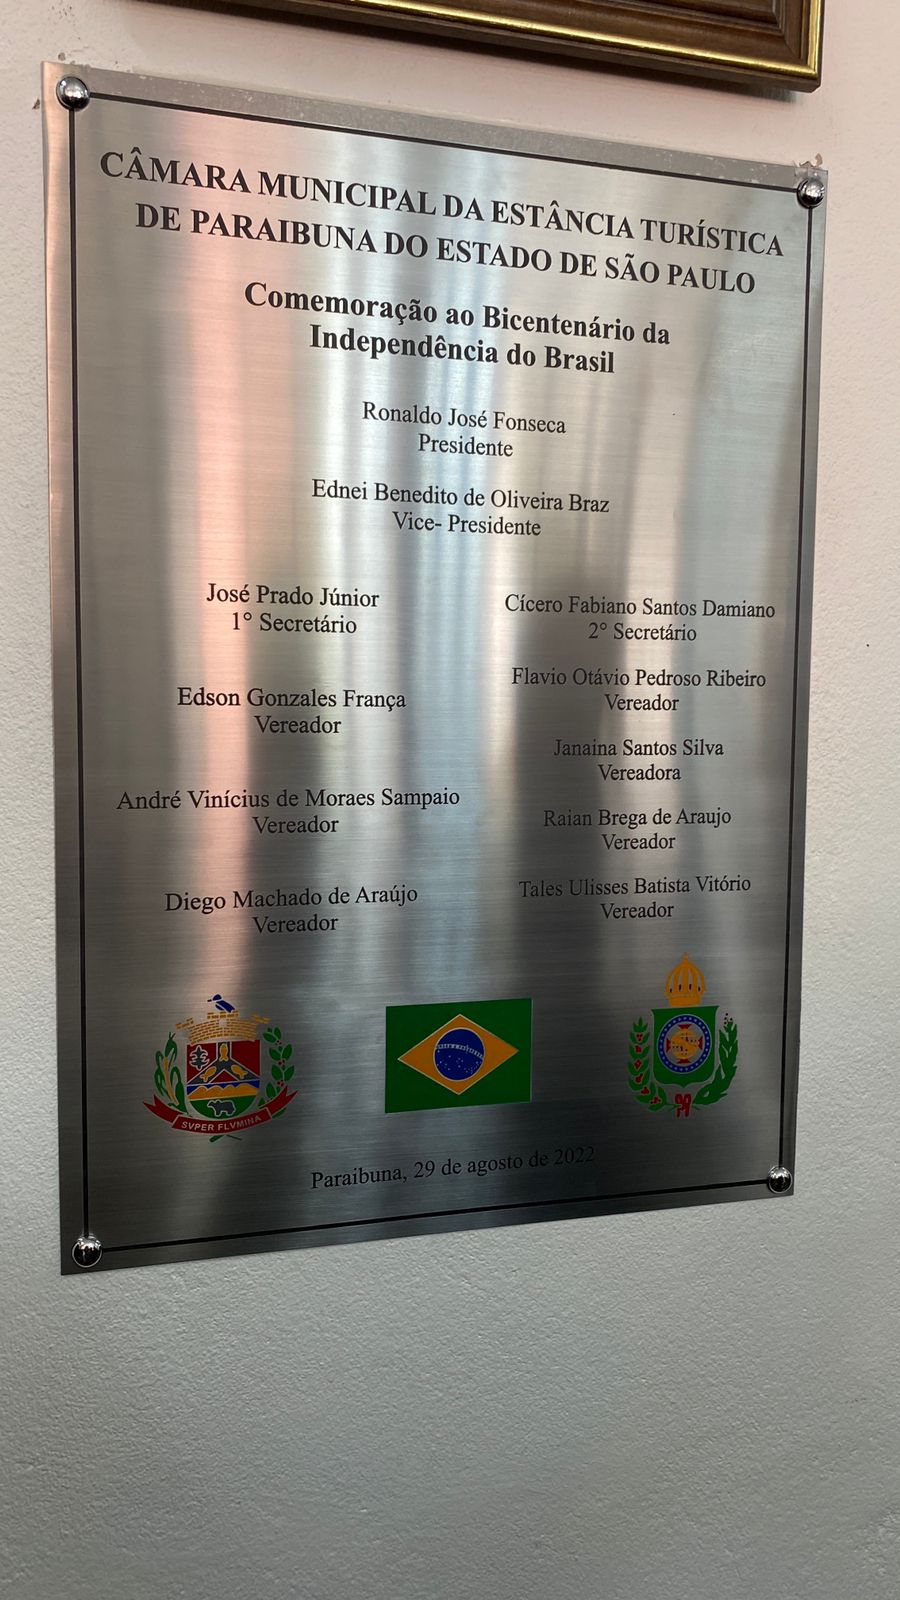 CÂMARA MUNICIPAL DA ESTÂNCIA TURÍSTICA
DE PARAIBUNA DO ESTADO DE SÃO PAULO
Comemoração ao Bicentenário da
Independência do Brasil
Ronaldo José Fonseca
Presidente
Ednei Benedito de Oliveira Braz
Vice- Presidente
José Prado Júnior
1° Secretário
Edson Gonzales França
Vereador
André Vinícius de Moraes Sampaio
Vereador
Diego Machado de Araújo
Vereador
Cícero Fabiano Santos Damiano
2° Secretário
Flavio Otávio Pedroso Ribeiro
Vereador
Janaina Santos Silva
Vereadora
Raian Brega de Araujo
Vereador
Tales Ulisses Batista Vitório
Vereador
SVPER FLVMINA
Paraibuna, 29 de agosto de 2022